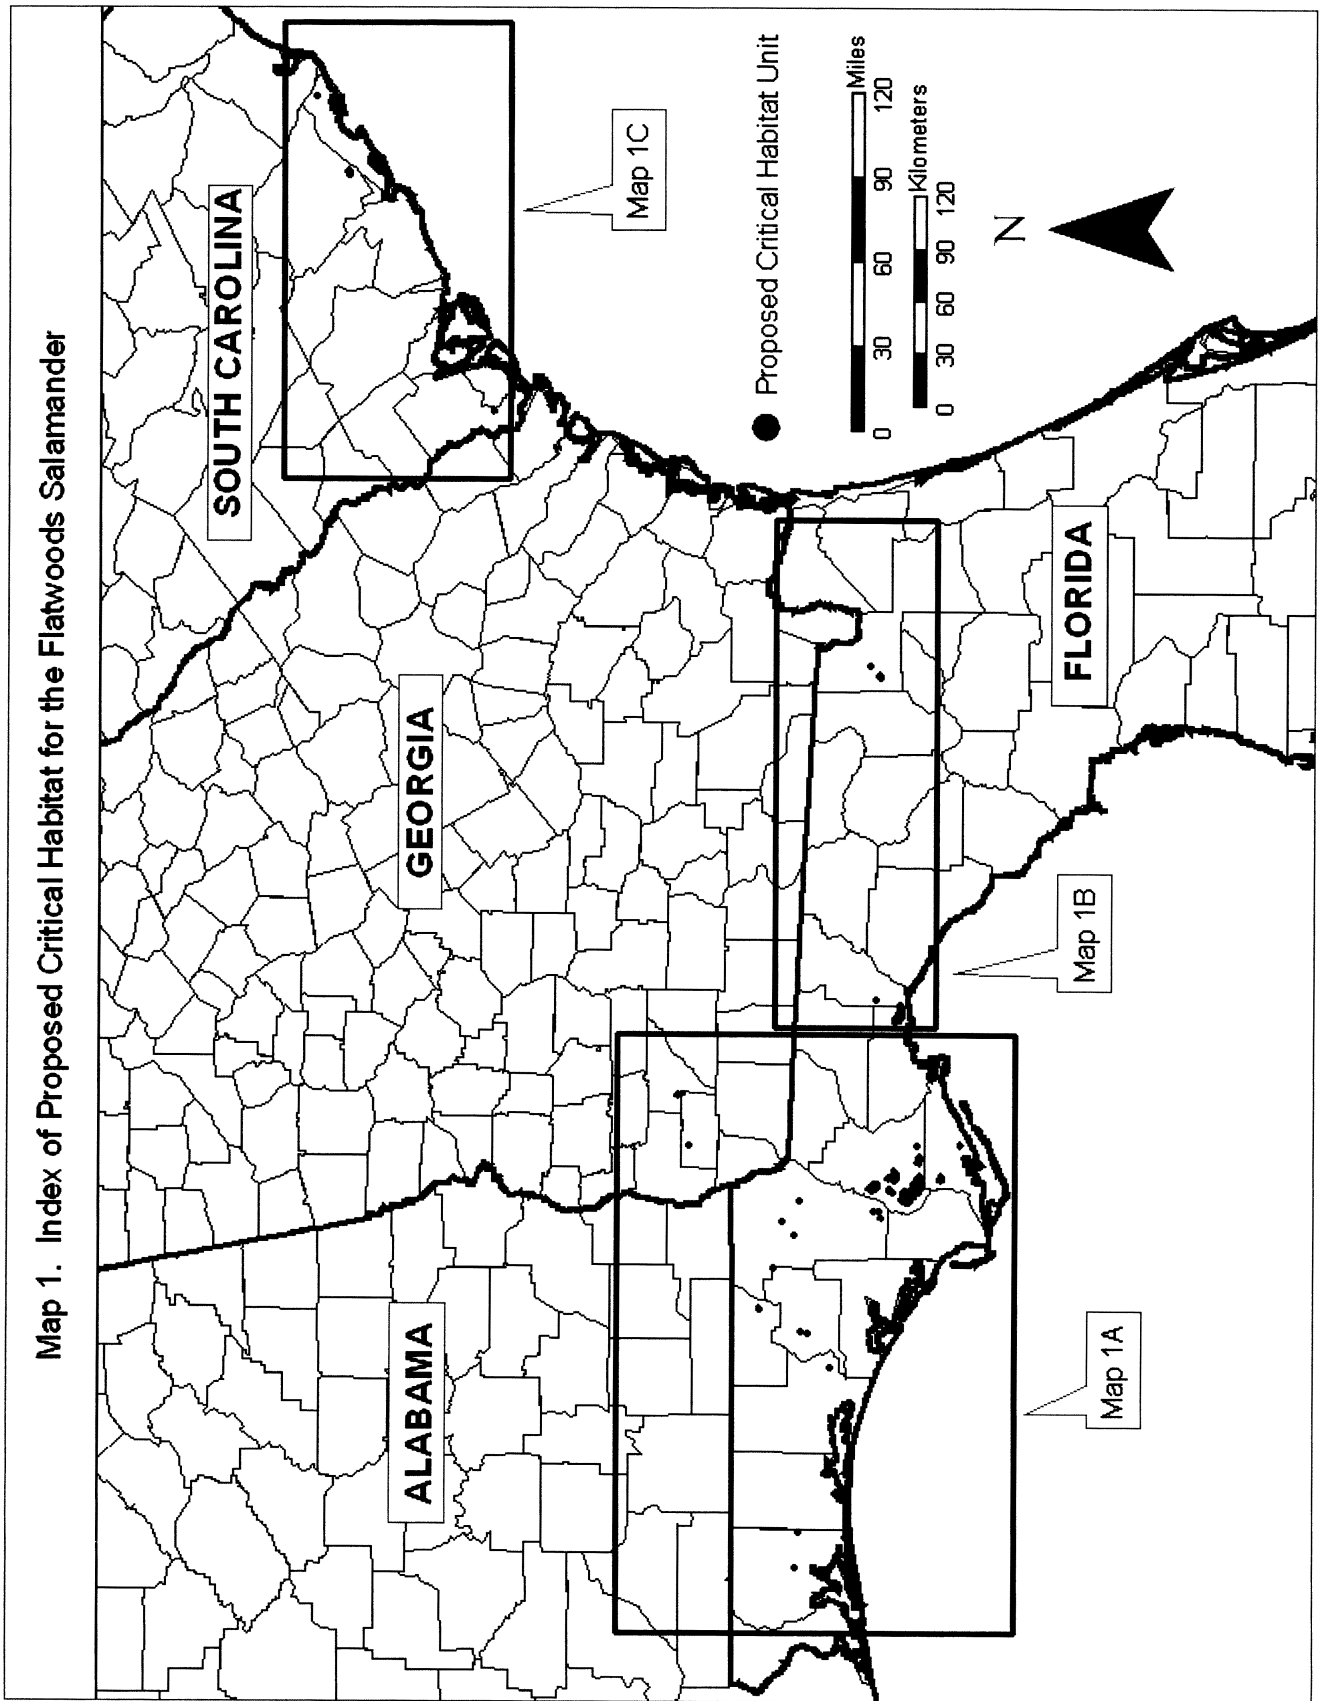 Map 1. Index of Proposed Critical Habitat for the Flatwoods Salamander
SOUTH CAROLINA
GEORGIA
ALABAMA
FLORIDA
Map 1C
Map 1B
Map 1A
Proposed Critical Habitat Unit
0 30 60 90 120 Miles
0 30 60 90 120 Kilometers
N